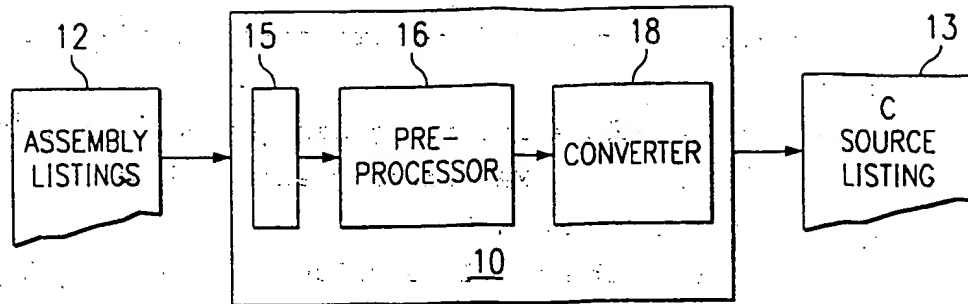 12
15
16
18
13
ASSEMBLY
LISTINGS
PRE-
PROCESSOR
CONVERTER
C
SOURCE
LISTING
10